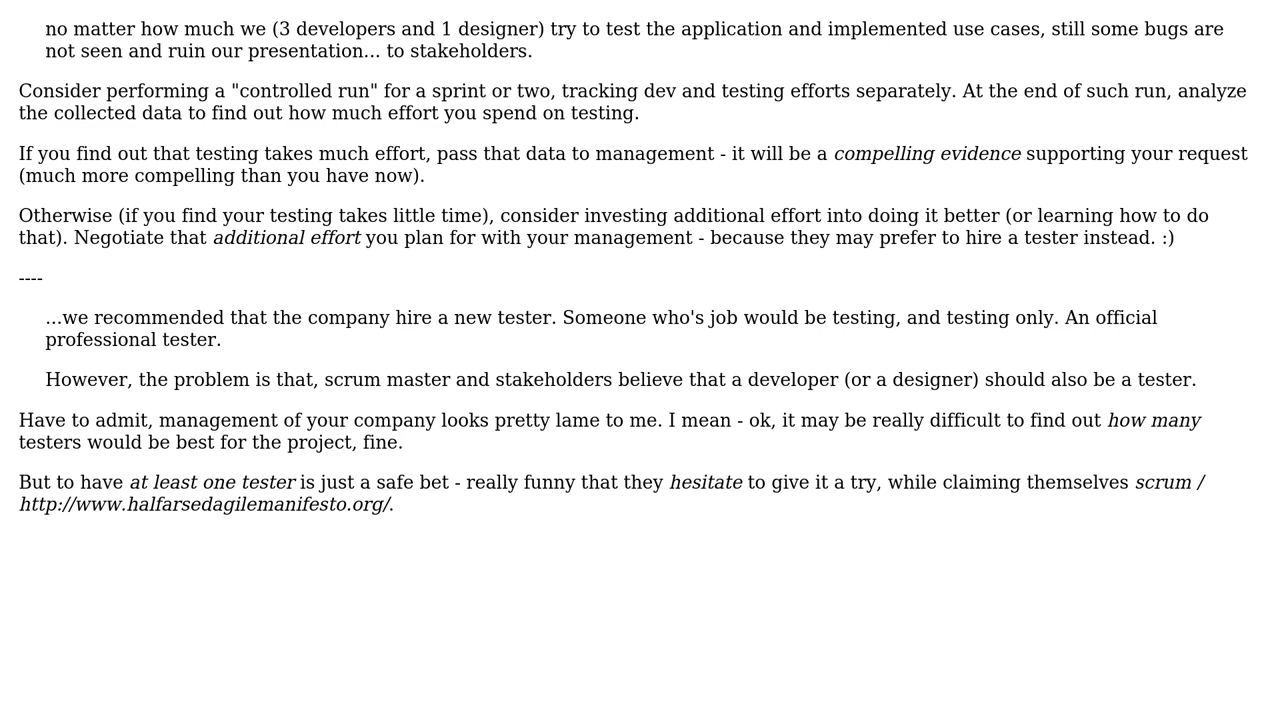 no matter how much we (3 developers and 1 designer) try to test the application and implemented use cases, still some bugs are
not seen and ruin our presentation... to stakeholders.
Consider performing a "controlled run" for a sprint or two, tracking dev and testing efforts separately. At the end of such run, analyze
the collected data to find out how much effort you spend on testing.
If you find out that testing takes much effort, pass that data to management - it will be a compelling evidence supporting your request
(much more compelling than you have now).
Otherwise (if you find your testing takes little time), consider investing additional effort into doing it better (or learning how to do
that). Negotiate that additional effort you plan for with your management - because they may prefer to hire a tester instead. :)
----
...we recommended that the company hire a new tester. Someone who's job would be testing, and testing only. An official
professional tester.
However, the problem is that, scrum master and stakeholders believe that a developer (or a designer) should also be a tester.
Have to admit, management of your company looks pretty lame to me. I mean - ok, it may be really difficult to find out how many
testers would be best for the project, fine.
But to have at least one tester is just a safe bet - really funny that they hesitate to give it a try, while claiming themselves scrum /
http://www.halfarsedagilemanifesto.org/.